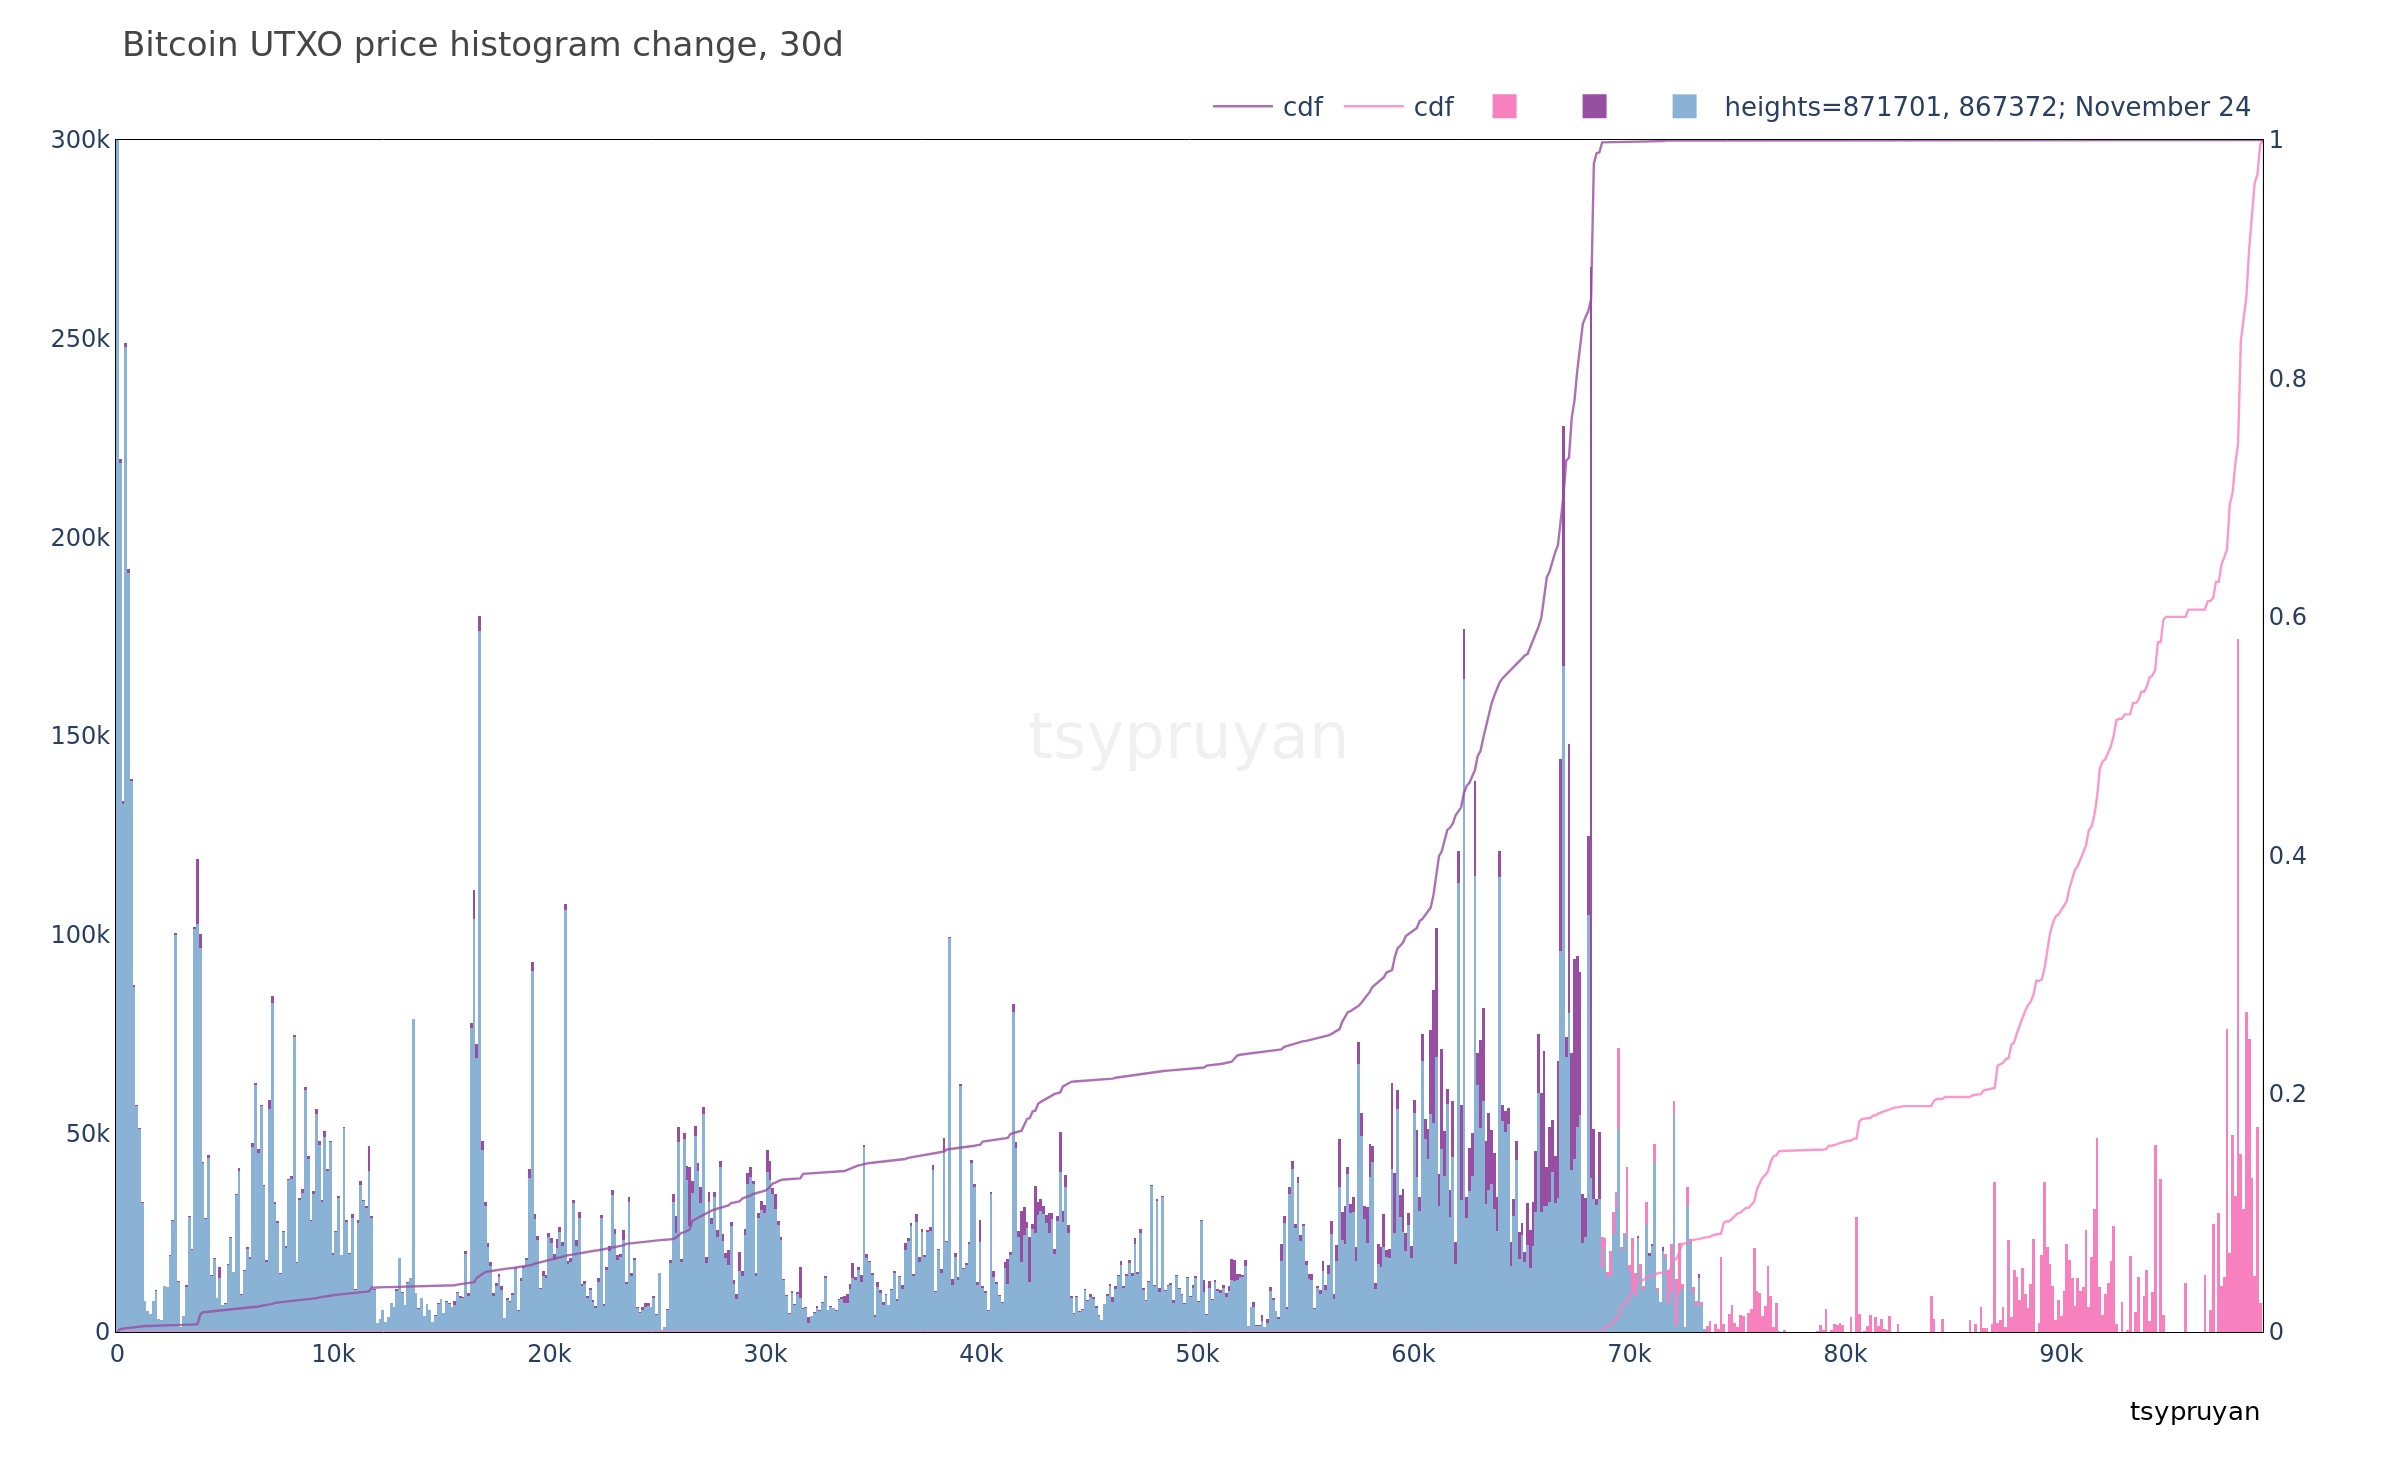 Bitcoin UTXO price histogram change, 30d
cdf cdf heights=871701, 867372; November 24
300k 1
250k
0.8
200k
0.6
150k
tsypruyan
0.4
100k
0.2
50k
0 0
0 10k 20k 30k 40k 50k 60k 70k 80k 90k
tsypruyan